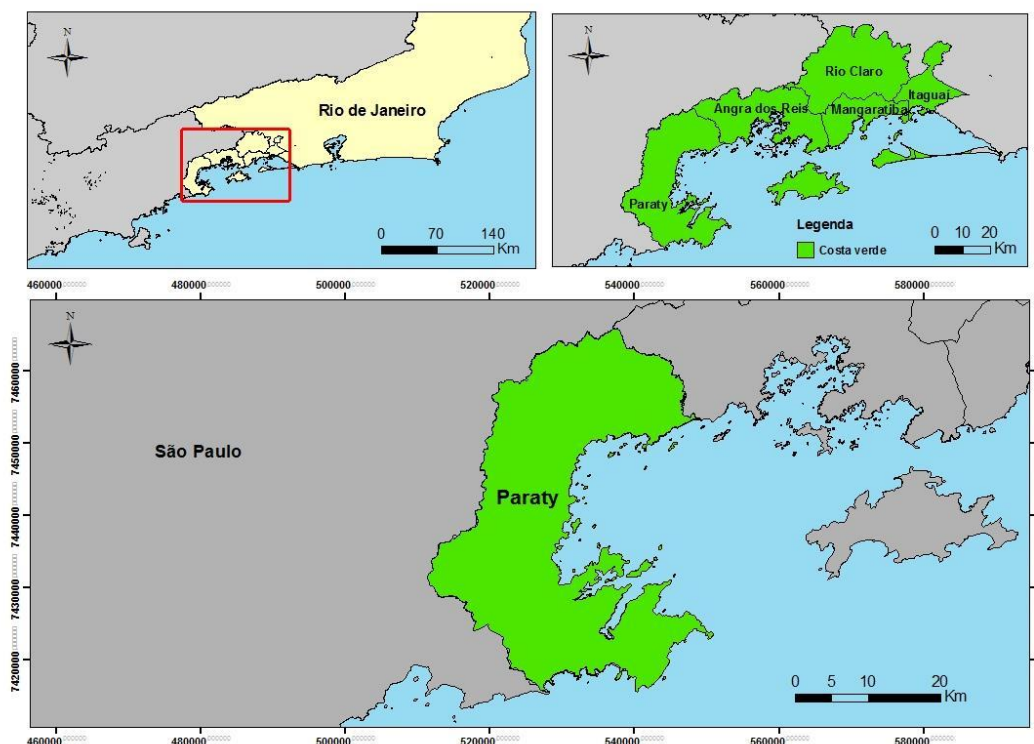 N
Rio de Janeiro
0 70 140
Km
N
Rio Claro
Itaguaí
Angra dos Reis
Mangaratiba
Paraty
Legenda
Costa verde
0 10 20
Km
460000 480000 500000 520000 540000 560000 580000
N
7460000
7450000
7440000
7430000
7420000
São Paulo
Paraty
0 5 10 20
Km
460000 480000 500000 520000 540000 560000 580000